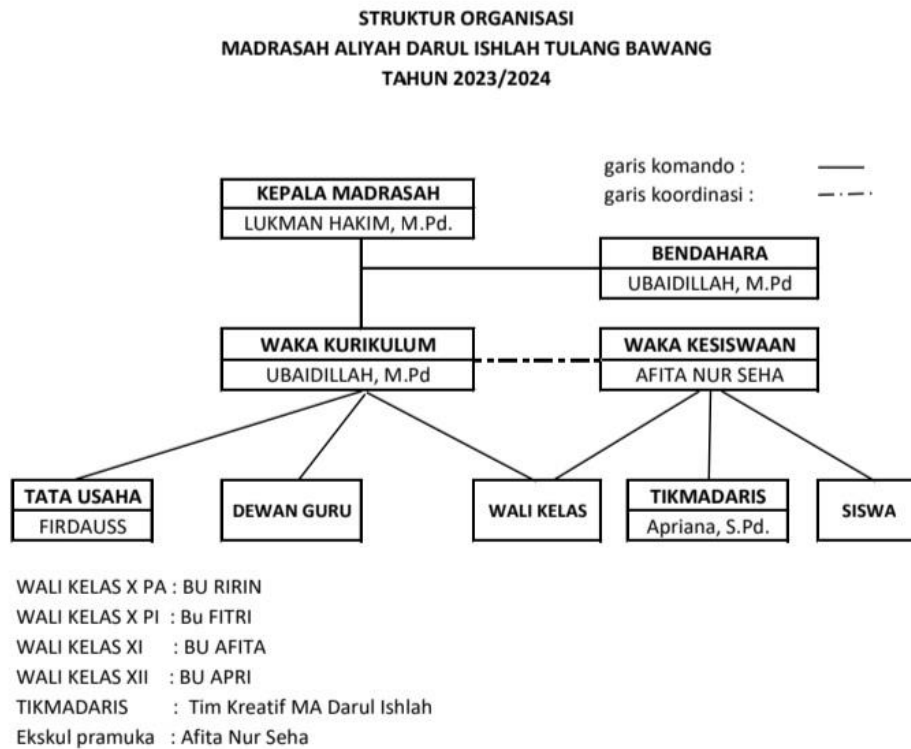 STRUKTUR ORGANISASI
MADRASAH ALIYAH DARUL ISHLAH TULANG BAWANG
TAHUN 2023/2024
garis komando :
garis koordinasi :
KEPALA MADRASAH
LUKMAN HAKIM, M.Pd.
BENDAHARA
UBAIDILLAH, M.Pd
WAKA KURIKULUM
UBAIDILLAH, M.Pd
WAKA KESISWAAN
AFITA NUR SEHA
TATA USAHA
FIRDAUSS
DEWAN GURU
WALI KELAS
TIKMADARIS
Apriana, S.Pd.
SISWA
WALI KELAS X PA : BU RIRIN
WALI KELAS X PI : Bu FITRI
WALI KELAS XI : BU AFITA
WALI KELAS XII : BU APRI
TIKMADARIS : Tim Kreatif MA Darul Ishlah
Ekskul pramuka : Afita Nur Seha